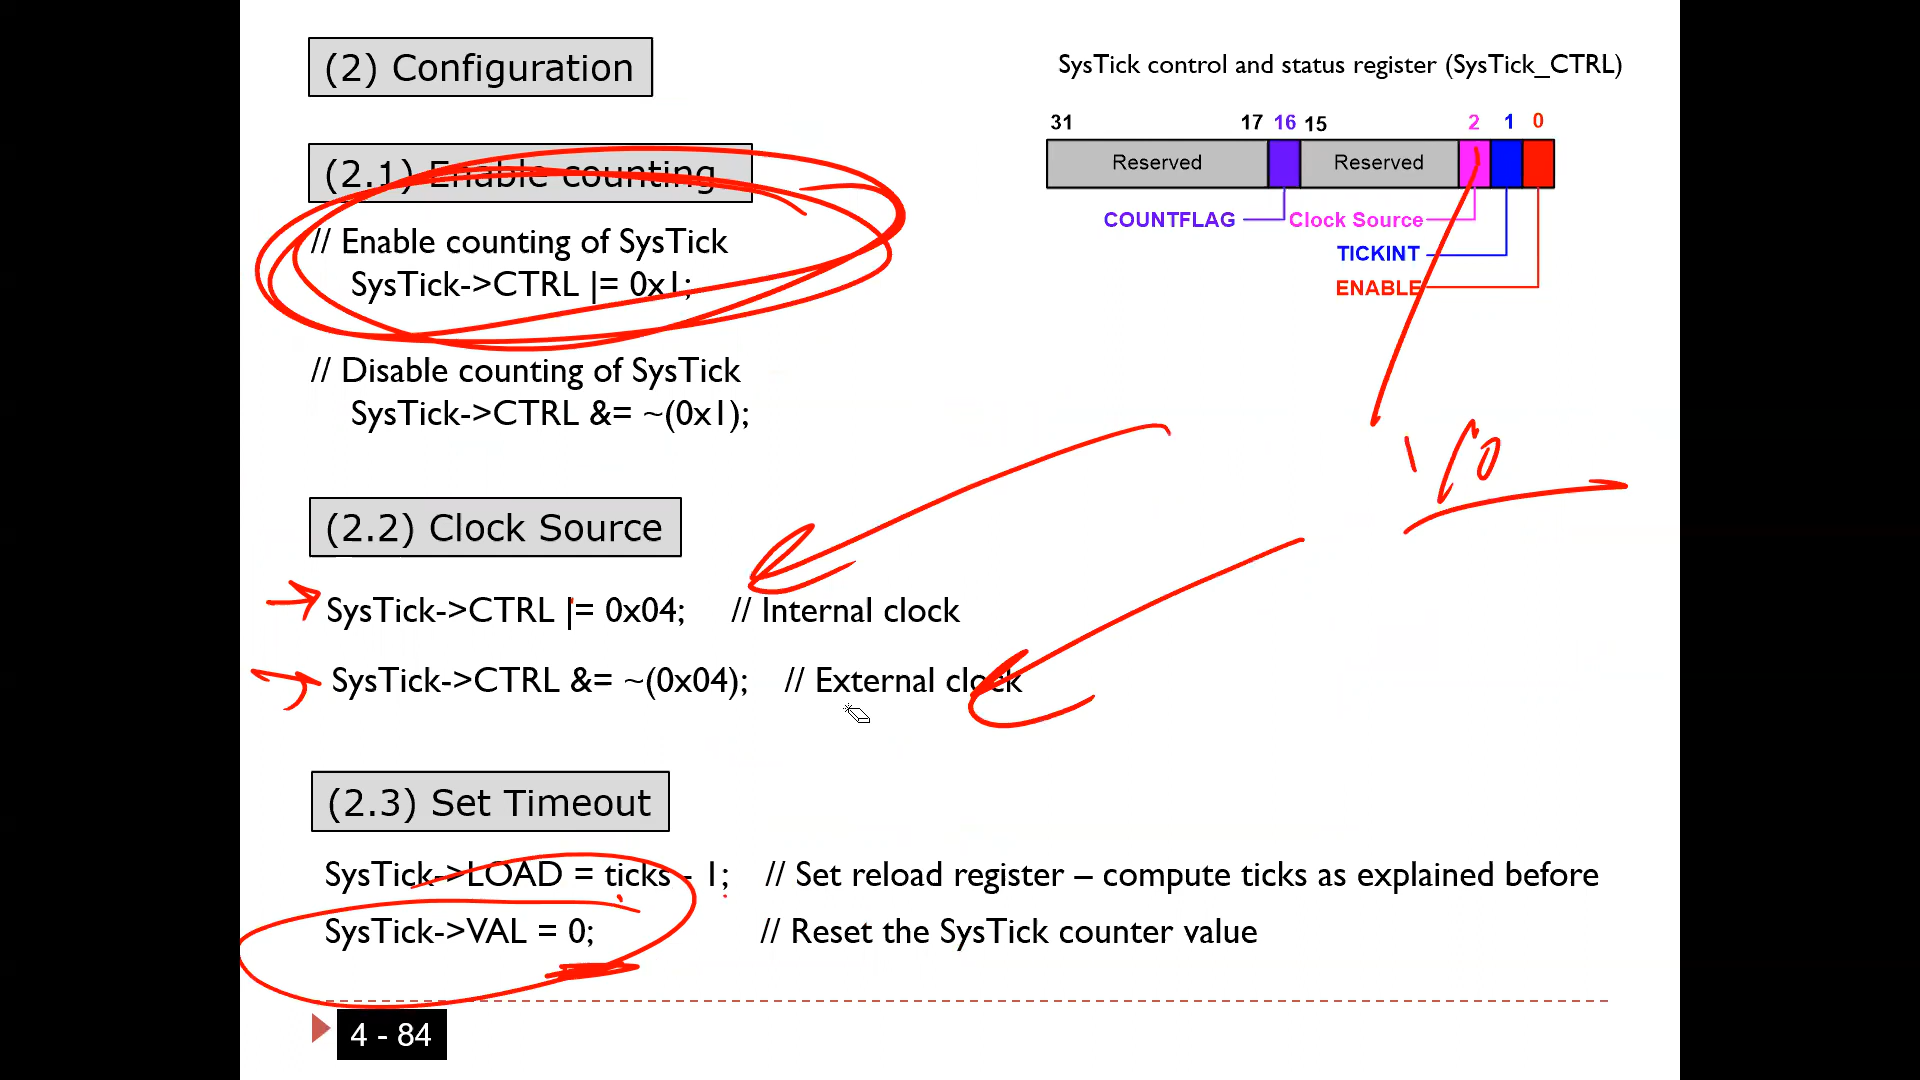 (2) Configuration
SysTick control and status register (SysTick_CTRL)
31 17 16 15 2 1 0
Reserved Reserved
COUNTFLAG Clock Source
TICKINT
ENABLE
(2.1) Enable counting
// Enable counting of SysTick
SysTick->CTRL |= 0x1;
// Disable counting of SysTick
SysTick->CTRL &= ~(0x1);
1/0
(2.2) Clock Source
SysTick->CTRL |= 0x04; // Internal clock
SysTick->CTRL &= ~(0x04); // External clock
(2.3) Set Timeout
SysTick->LOAD = ticks - 1; // Set reload register – compute ticks as explained before
SysTick->VAL = 0; // Reset the SysTick counter value
4 - 84